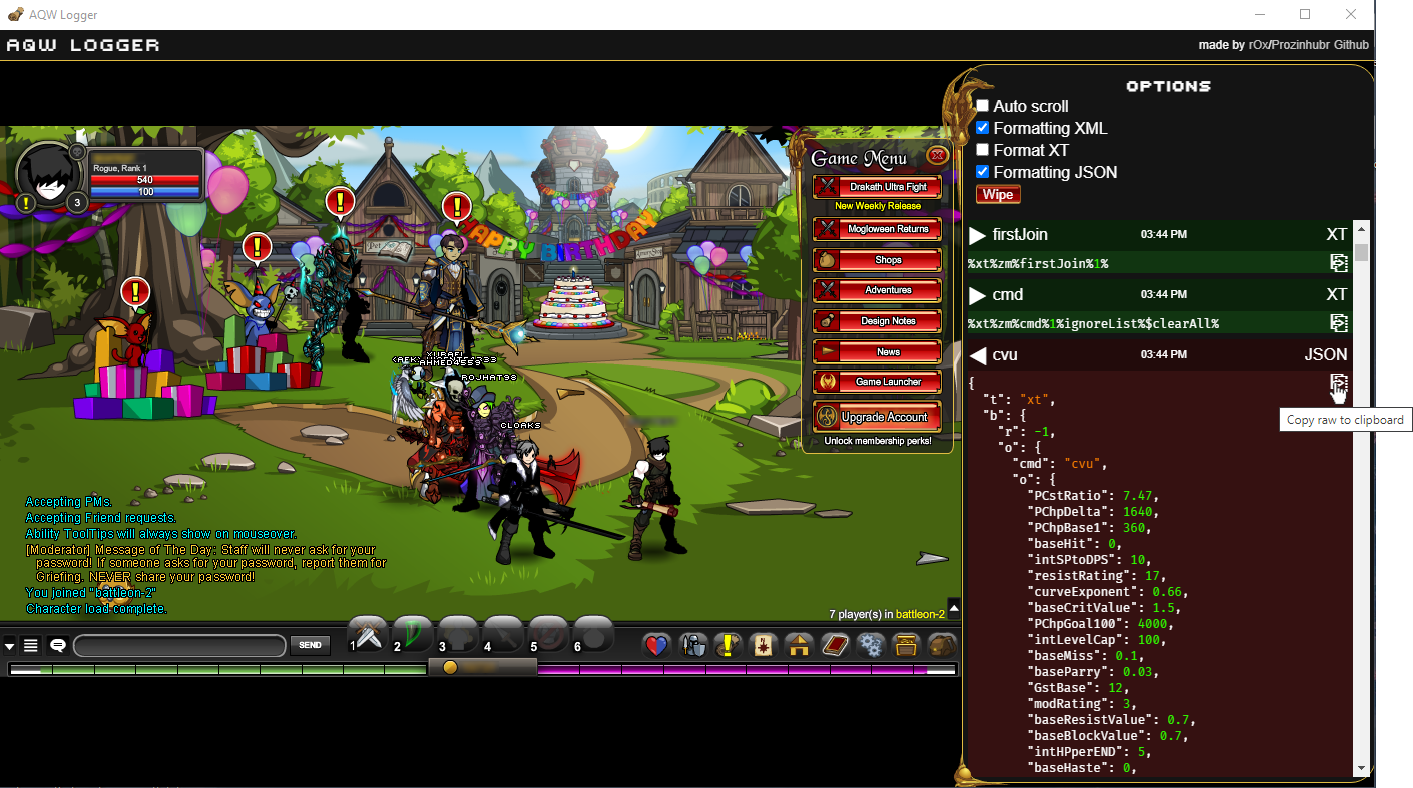 AQW Logger
AQW LOGGER
made by rOx/Prozinhubr Github
OPTIONS
Auto scroll
Formatting XML
Format XT
Formatting JSON
Wipe
firstJoin 03:44 PM XT
%xt%zm%firstJoin%1%
cmd 03:44 PM XT
%xt%zm%cmd%1%ignoreList%$clearAll%
cvu 03:44 PM JSON
{
"t": "xt",
"b": {
"r": -1,
"o": {
"cmd": "cvu",
"o": {
"PCstRatio": 7.47,
"PChpDelta": 1640,
"PChpBase1": 360,
"baseHit": 0,
"intSPtoDPS": 10,
"resistRating": 17,
"curveExponent": 0.66,
"baseCritValue": 1.5,
"PChpGoal100": 4000,
"intLevelCap": 100,
"baseMiss": 0.1,
"baseParry": 0.03,
"GstBase": 12,
"modRating": 3,
"baseResistValue": 0.7,
"baseBlockValue": 0.7,
"intHPperEND": 5,
"baseHaste": 0,
Copy raw to clipboard
Rogue, Rank 1
540
100
3
HAPPY BIRTHDAY
Pet
Game Menu
Drakath Ultra Fight
New Weekly Release
Mogloween Returns
Shops
Adventures
Design Notes
News
Game Launcher
Upgrade Account
Unlock membership perks!
AHMED4553
ROJHAT98
CLOAKS
Accepting PMs.
Accepting Friend requests.
Ability ToolTips will always show on mouseover.
[Moderator] Message of The Day: Staff will never ask for your
password! If someone asks for your password, report them for
Griefing. NEVER share your password!
You joined "battleon-2"
Character load complete.
7 player(s) in battleon-2
SEND
1 2 3 4 5 6